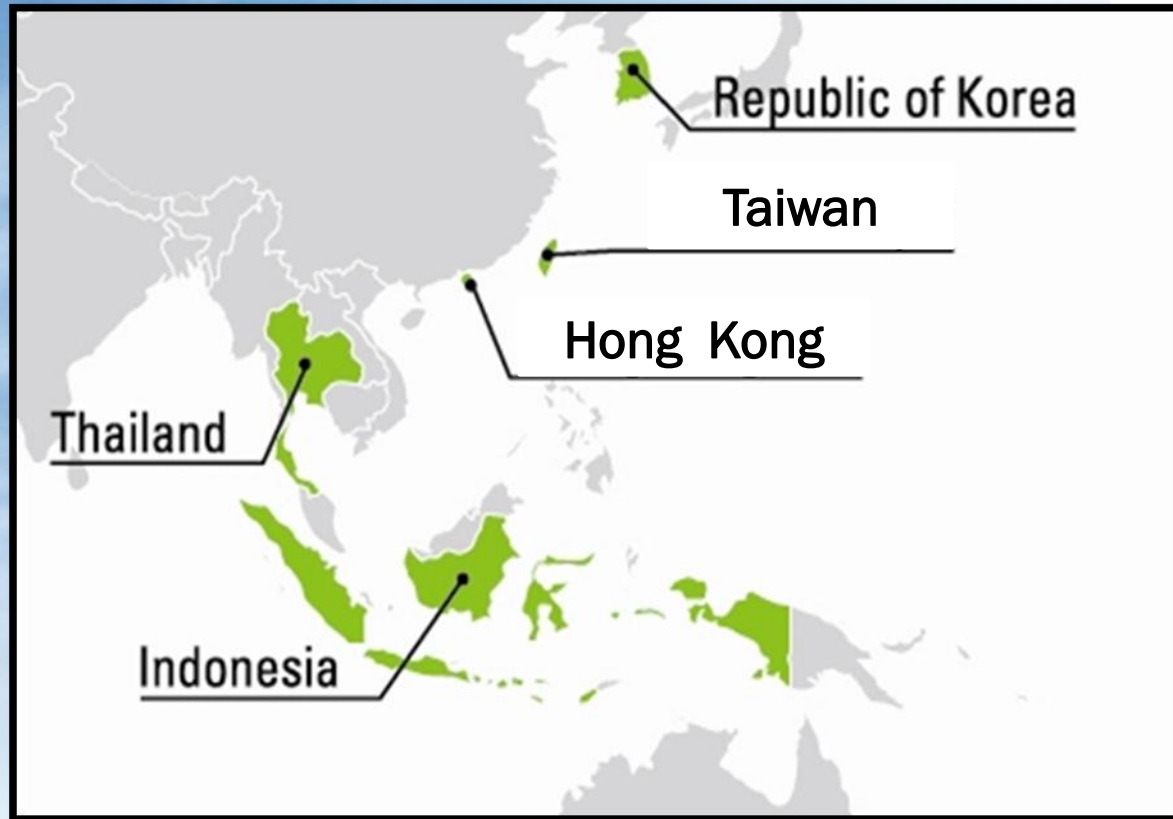 Republic of Korea
Taiwan
Hong Kong
Thailand
Indonesia